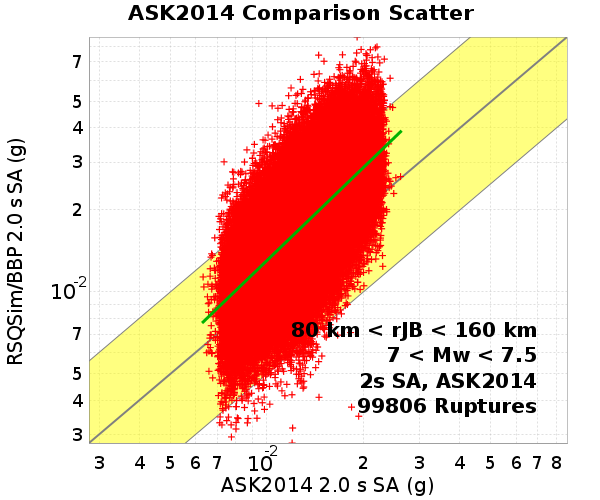 ASK2014 Comparison Scatter
RSQSim/BBP 2.0 s SA (g)
7
5
4
3
2
10^-2
7
5
4
3
80 km < rJB < 160 km
7 < Mw < 7.5
2s SA, ASK2014
99806 Ruptures
3 4 5 6 7 10^-2 2 3 4 5 6 7 8
ASK2014 2.0 s SA (g)